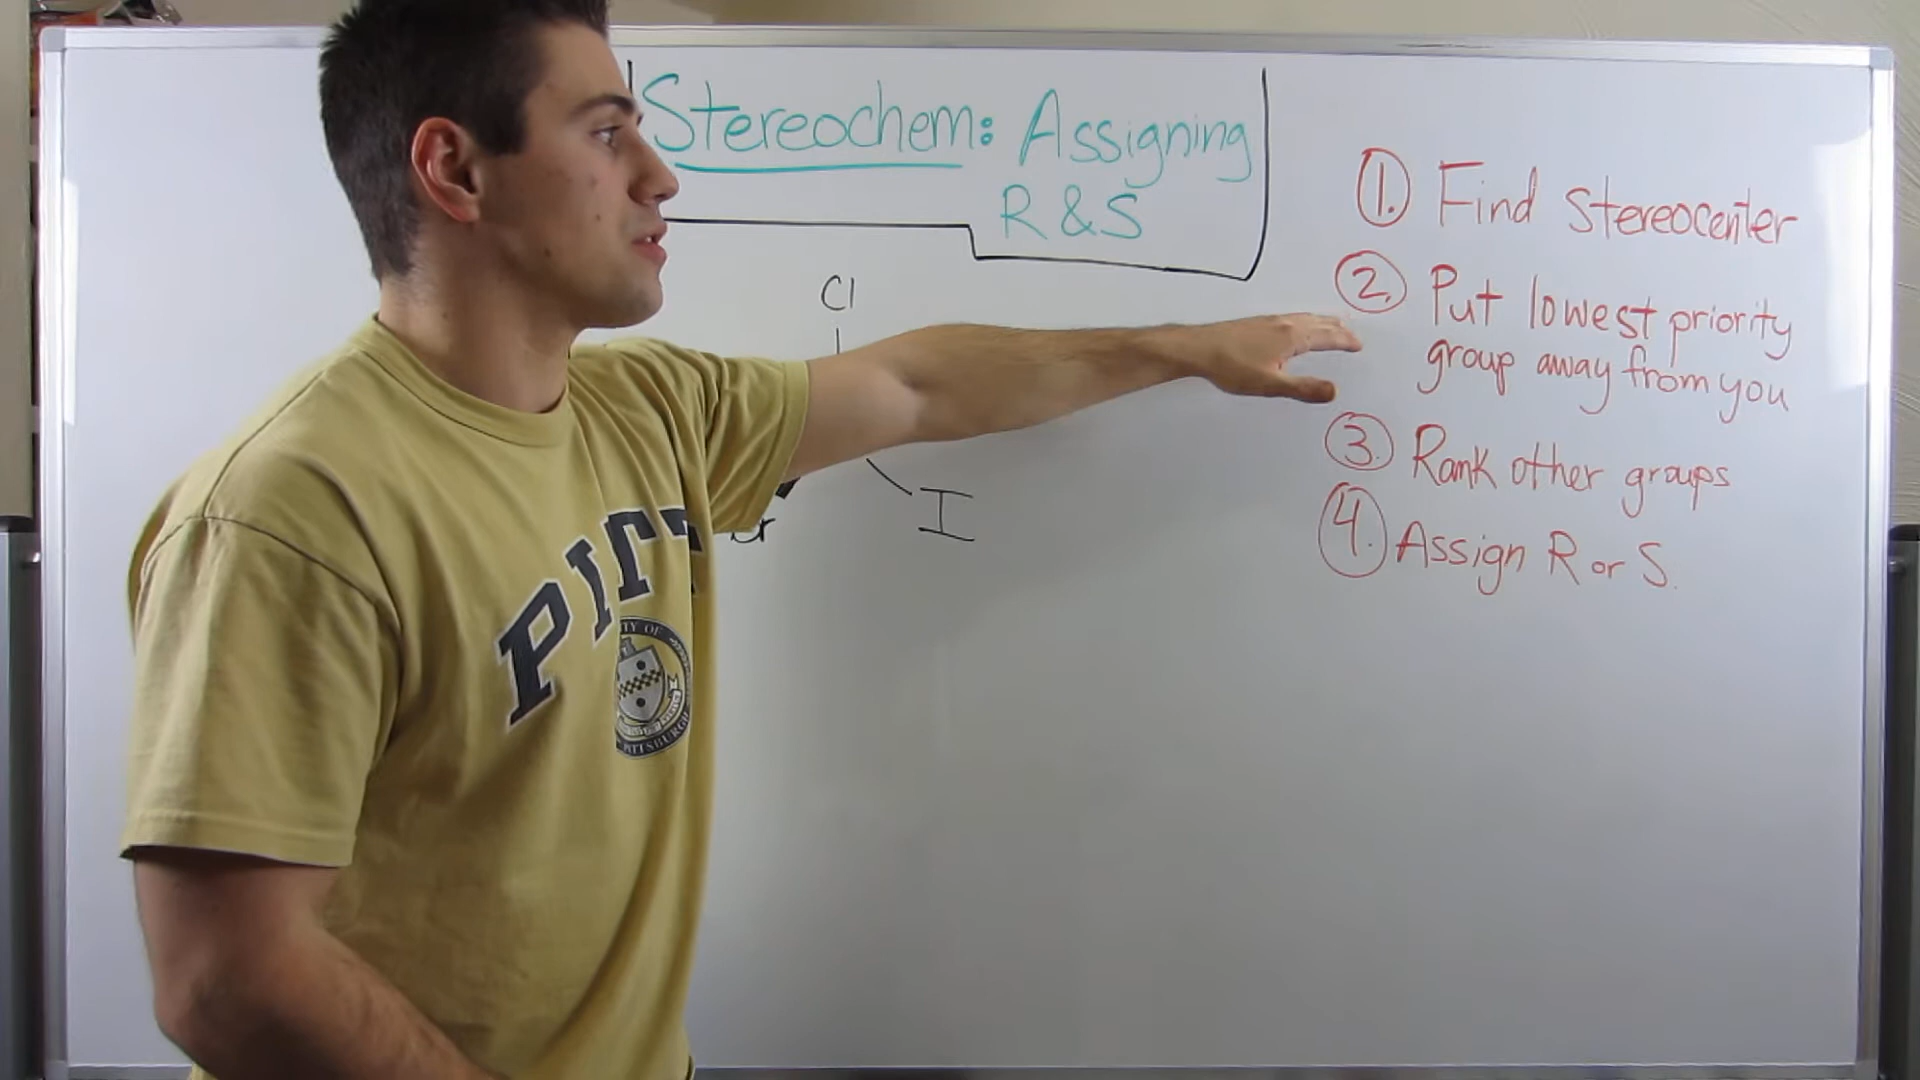 Stereochem: Assigning
R & S
1. Find Stereocenter
2. Put lowest priority
group away from you
3. Rank other groups
4. Assign R or S.
Cl
I
PITT